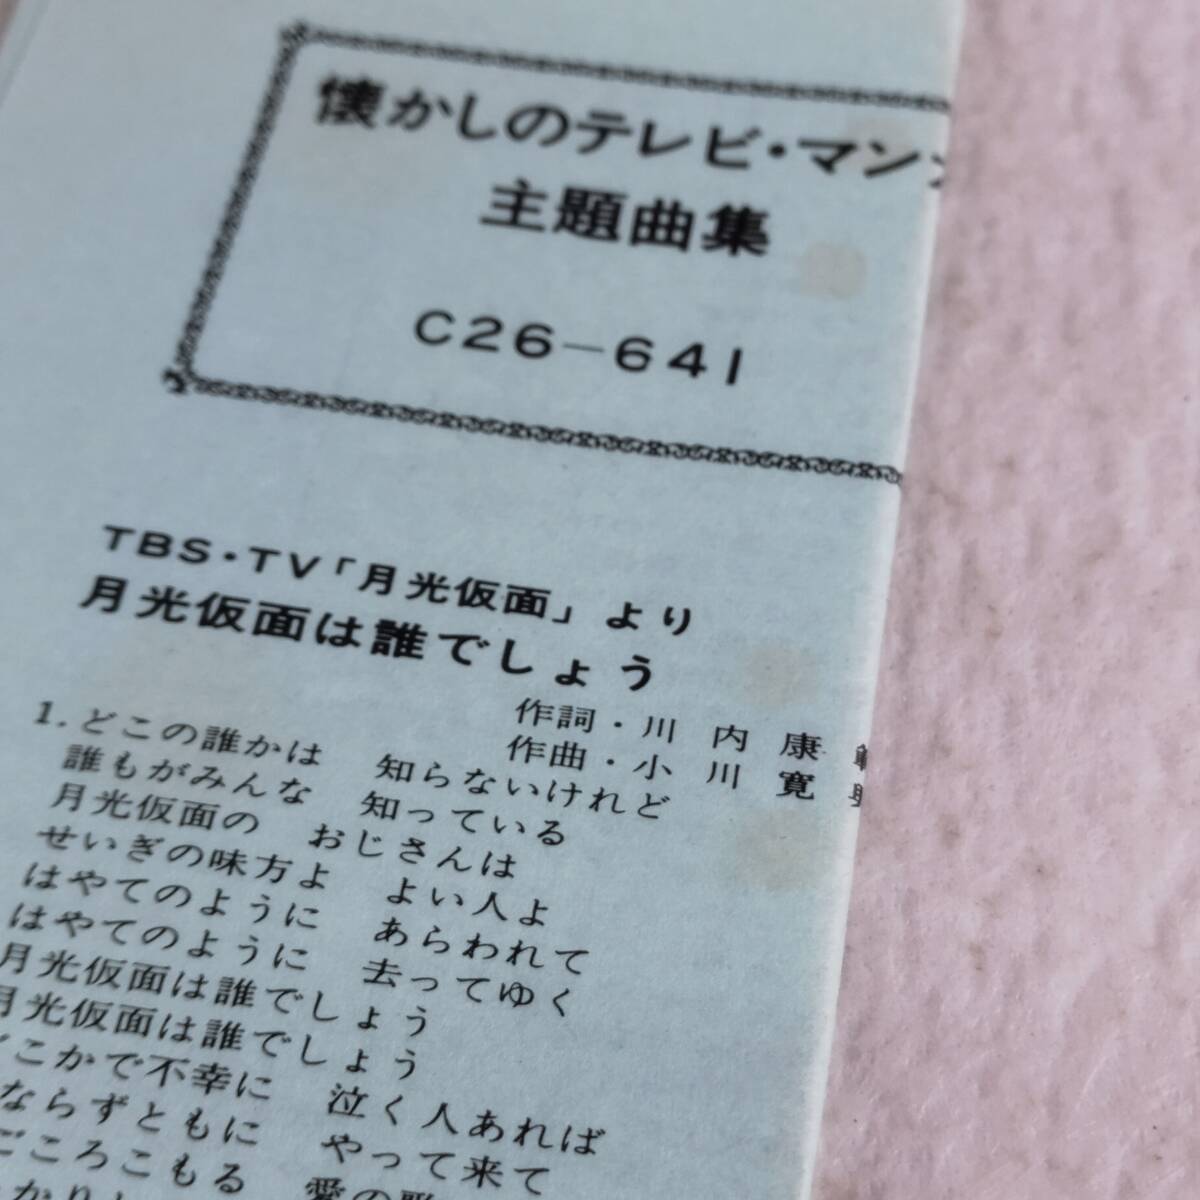 懐かしのテレビ・マン
主題曲集
C26-641
TBS・TV「月光仮面」より
月光仮面は誰でしょう
作詞・川内康
作曲・小川寛
1.どこの誰かは 知らないけれど
誰もがみんな 知っている
月光仮面の おじさんは
せいぎの味方よ よい人よ
はやてのように あらわれて
はやてのように 去ってゆく
月光仮面は誰でしょう
月光仮面は誰でしょう
こかで不幸に 泣く人あれば
ならずともに やって来て
ごころこもる 愛の歌
かり